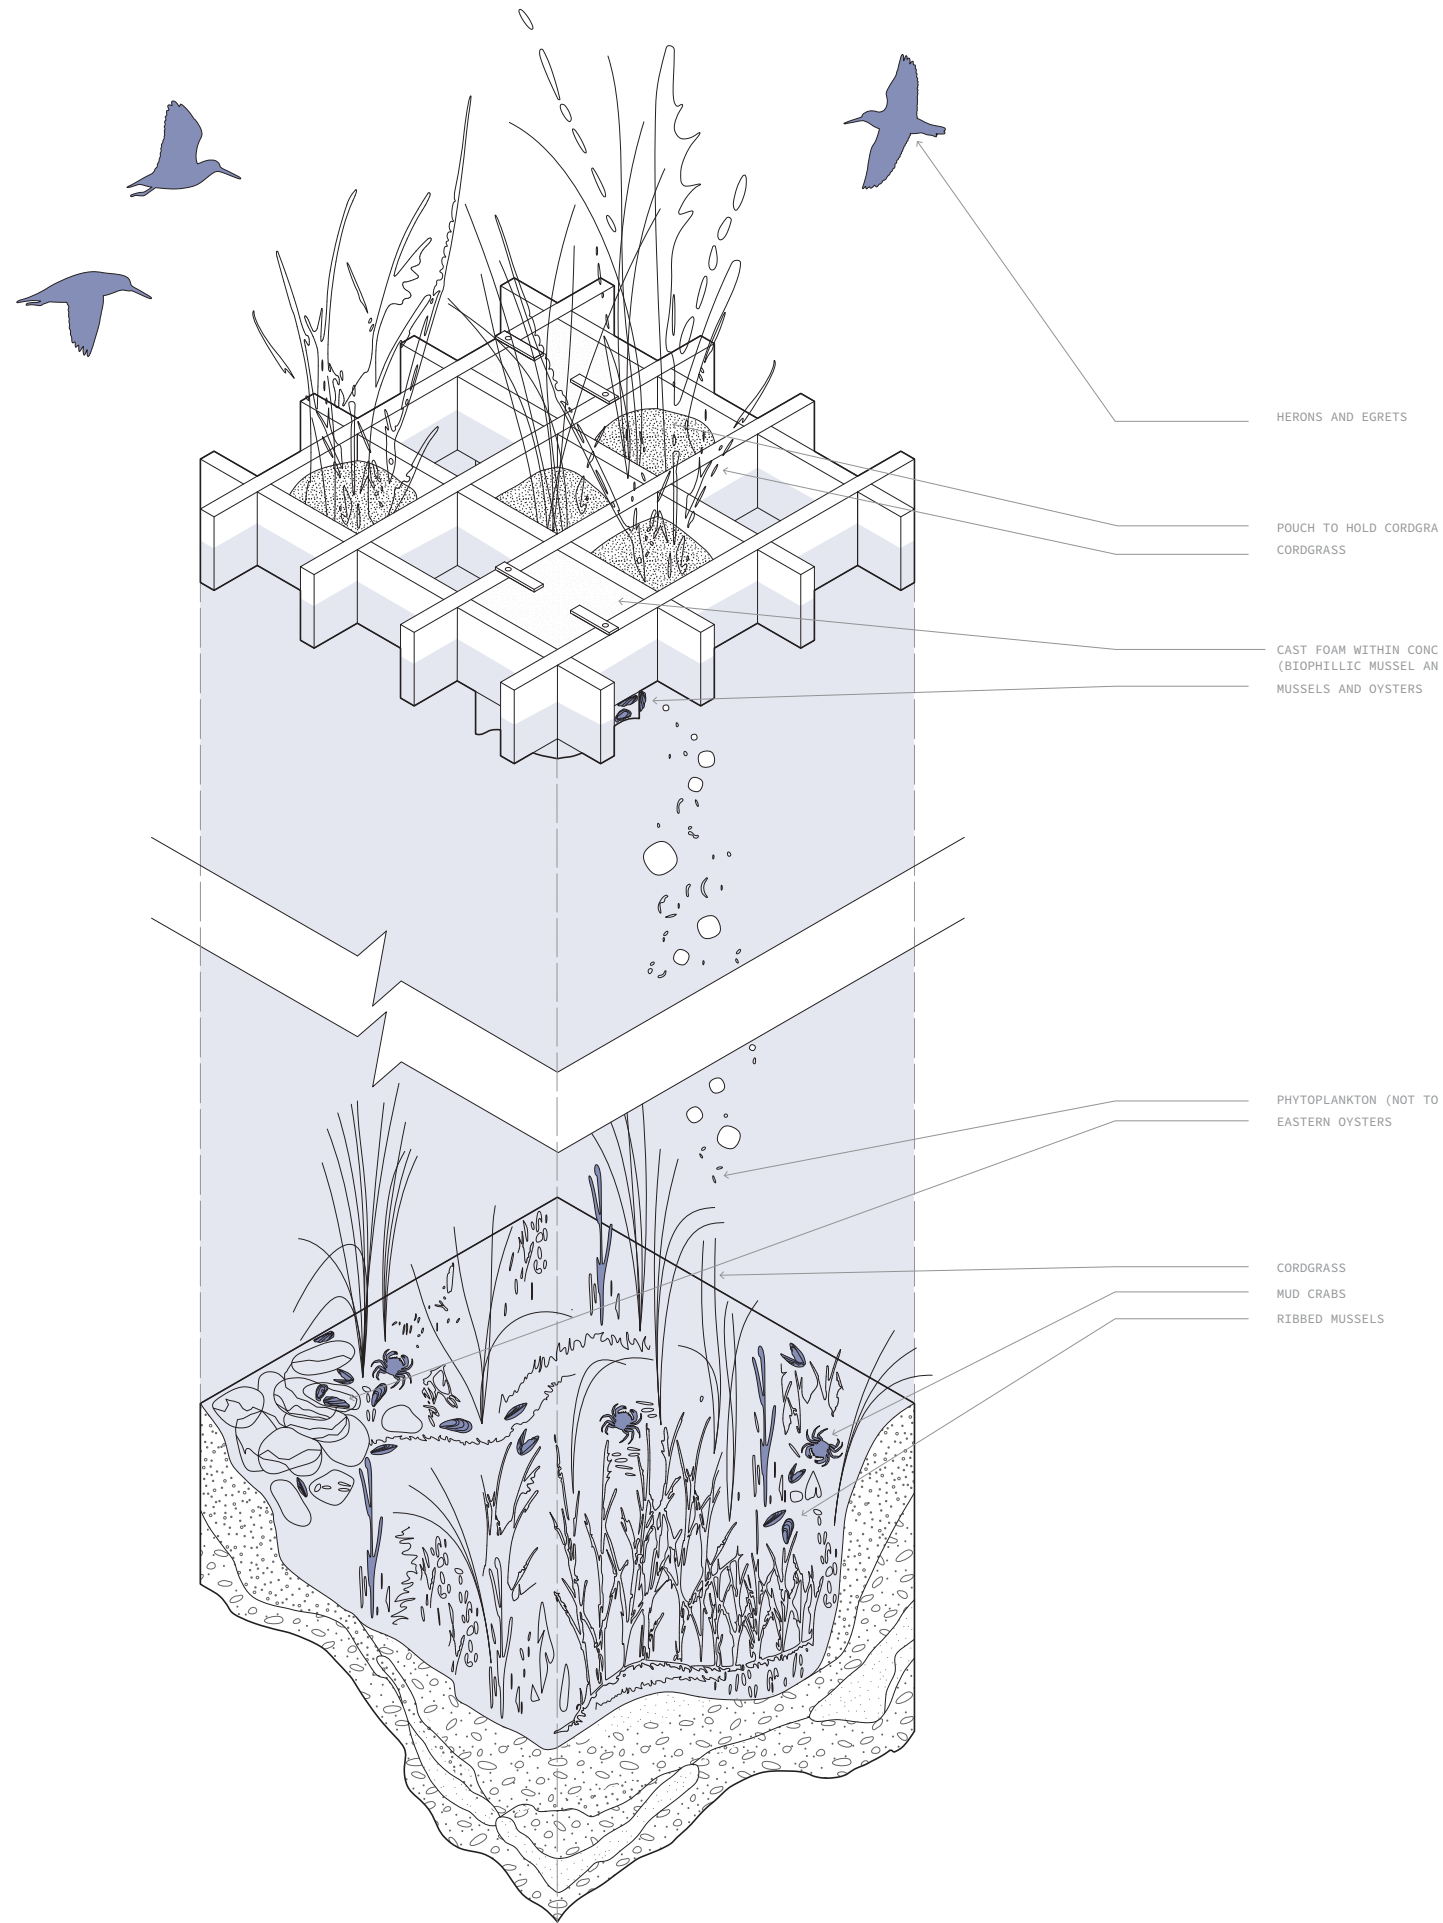 HERONS AND EGRETS
POUCH TO HOLD CORDGRA
CORDGRASS
CAST FOAM WITHIN CONC
(BIOPHILLIC MUSSEL AN
MUSSELS AND OYSTERS
PHYTOPLANKTON (NOT TO
EASTERN OYSTERS
CORDGRASS
MUD CRABS
RIBBED MUSSELS